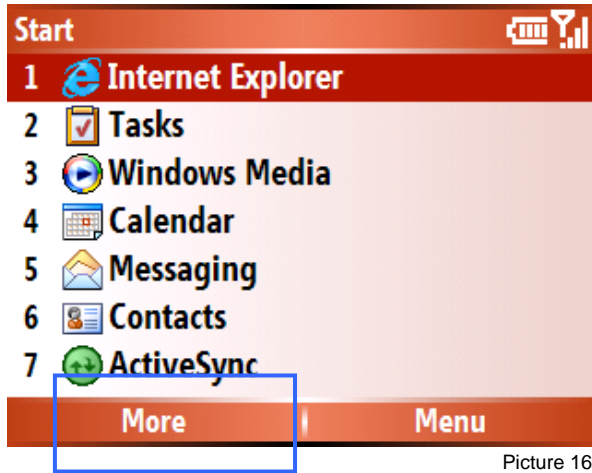 Start
1 Internet Explorer
2 Tasks
3 Windows Media
4 Calendar
5 Messaging
6 Contacts
7 ActiveSync
More Menu
Picture 16